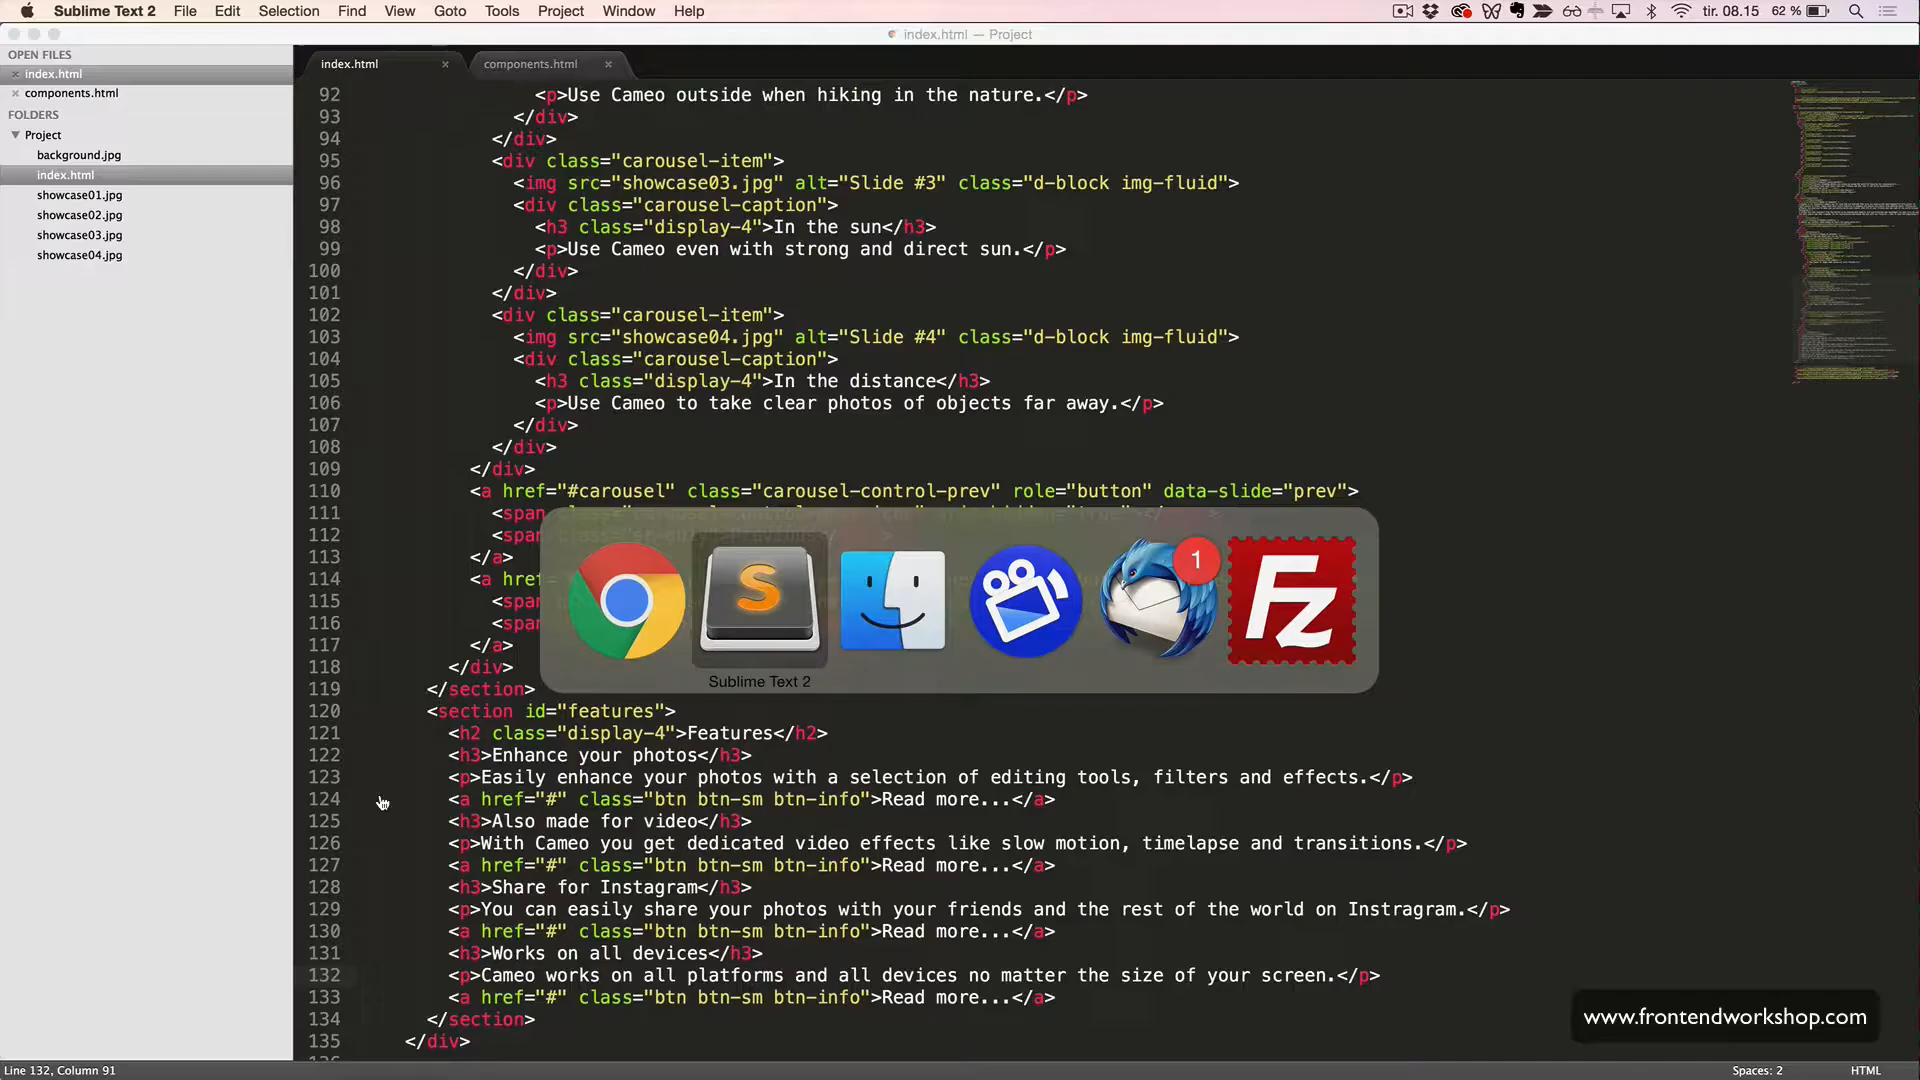 Sublime Text 2 File Edit Selection Find View Goto Tools Project Window Help tir. 08.15 62 %
index.html — Project
OPEN FILES
index.html
components.html
FOLDERS
Project
background.jpg
index.html
showcase01.jpg
showcase02.jpg
showcase03.jpg
showcase04.jpg
index.html components.html
92 <p>Use Cameo outside when hiking in the nature.</p>
93 </div>
94 </div>
95 <div class="carousel-item">
96 <img src="showcase03.jpg" alt="Slide #3" class="d-block img-fluid">
97 <div class="carousel-caption">
98 <h3 class="display-4">In the sun</h3>
99 <p>Use Cameo even with strong and direct sun.</p>
100 </div>
101 </div>
102 <div class="carousel-item">
103 <img src="showcase04.jpg" alt="Slide #4" class="d-block img-fluid">
104 <div class="carousel-caption">
105 <h3 class="display-4">In the distance</h3>
106 <p>Use Cameo to take clear photos of objects far away.</p>
107 </div>
108 </div>
109 </div>
110 <a href="#carousel" class="carousel-control-prev" role="button" data-slide="prev">
111 <span
112 <span
113 </a>
114 <a href
115 <span
116 <span
117 </a>
118 </div>
119 </section>
120 <section id="features">
121 <h2 class="display-4">Features</h2>
122 <h3>Enhance your photos</h3>
123 <p>Easily enhance your photos with a selection of editing tools, filters and effects.</p>
124 <a href="#" class="btn btn-sm btn-info">Read more...</a>
125 <h3>Also made for video</h3>
126 <p>With Cameo you get dedicated video effects like slow motion, timelapse and transitions.</p>
127 <a href="#" class="btn btn-sm btn-info">Read more...</a>
128 <h3>Share for Instagram</h3>
129 <p>You can easily share your photos with your friends and the rest of the world on Instragram.</p>
130 <a href="#" class="btn btn-sm btn-info">Read more...</a>
131 <h3>Works on all devices</h3>
132 <p>Cameo works on all platforms and all devices no matter the size of your screen.</p>
133 <a href="#" class="btn btn-sm btn-info">Read more...</a>
134 </section>
135 </div>
S
1
Fz
Sublime Text 2
www.frontendworkshop.com
Line 132, Column 91 Spaces: 2 HTML